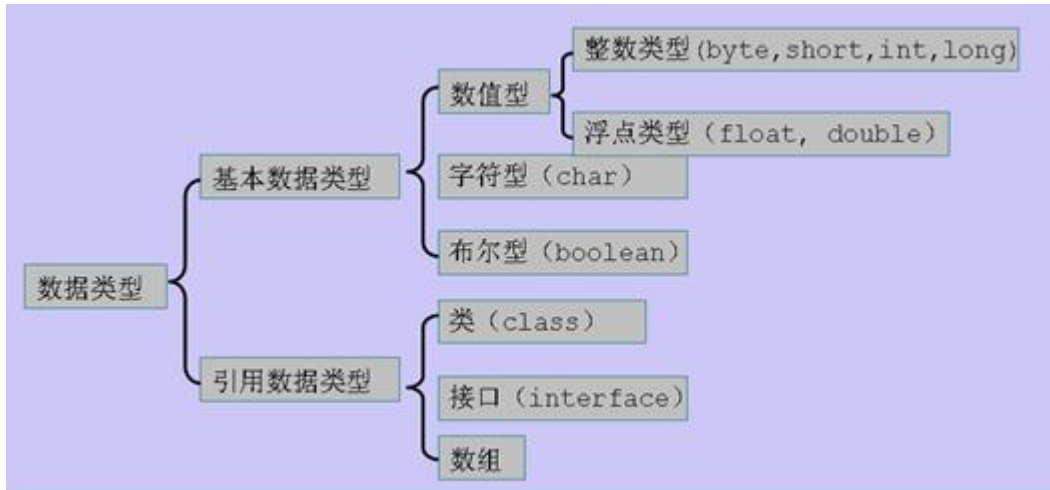 整数类型(byte,short,int,long)
数值型
浮点类型（float, double）
基本数据类型
字符型（char）
布尔型（boolean）
数据类型
类（class）
引用数据类型
接口（interface）
数组